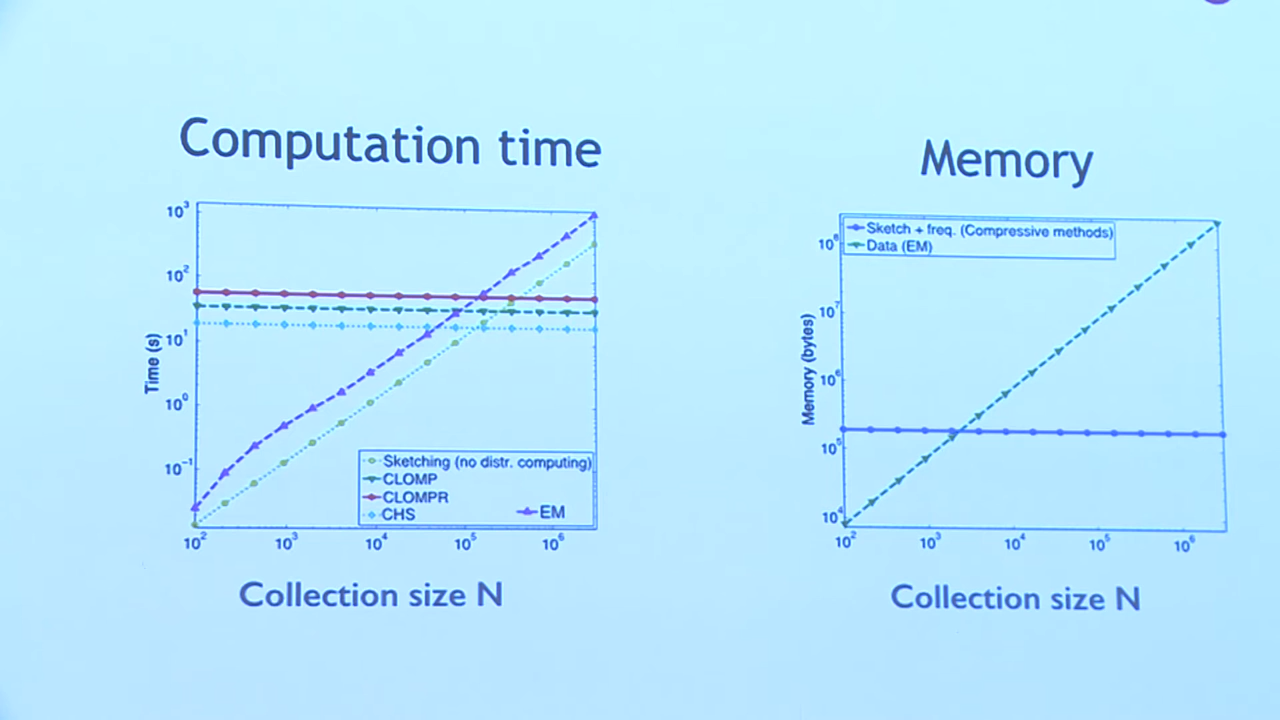 Computation time
10³
10²
10¹
10⁰
10⁻¹
Time (s)
Sketching (no distr. computing)
CLOMP
CLOMPR
CHS
EM
10² 10³ 10⁴ 10⁵ 10⁶
Collection size N
Memory
Sketch + freq. (Compressive methods)
Data (EM)
10⁸
10⁷
10⁶
10⁵
10⁴
Memory (bytes)
10² 10³ 10⁴ 10⁵ 10⁶
Collection size N